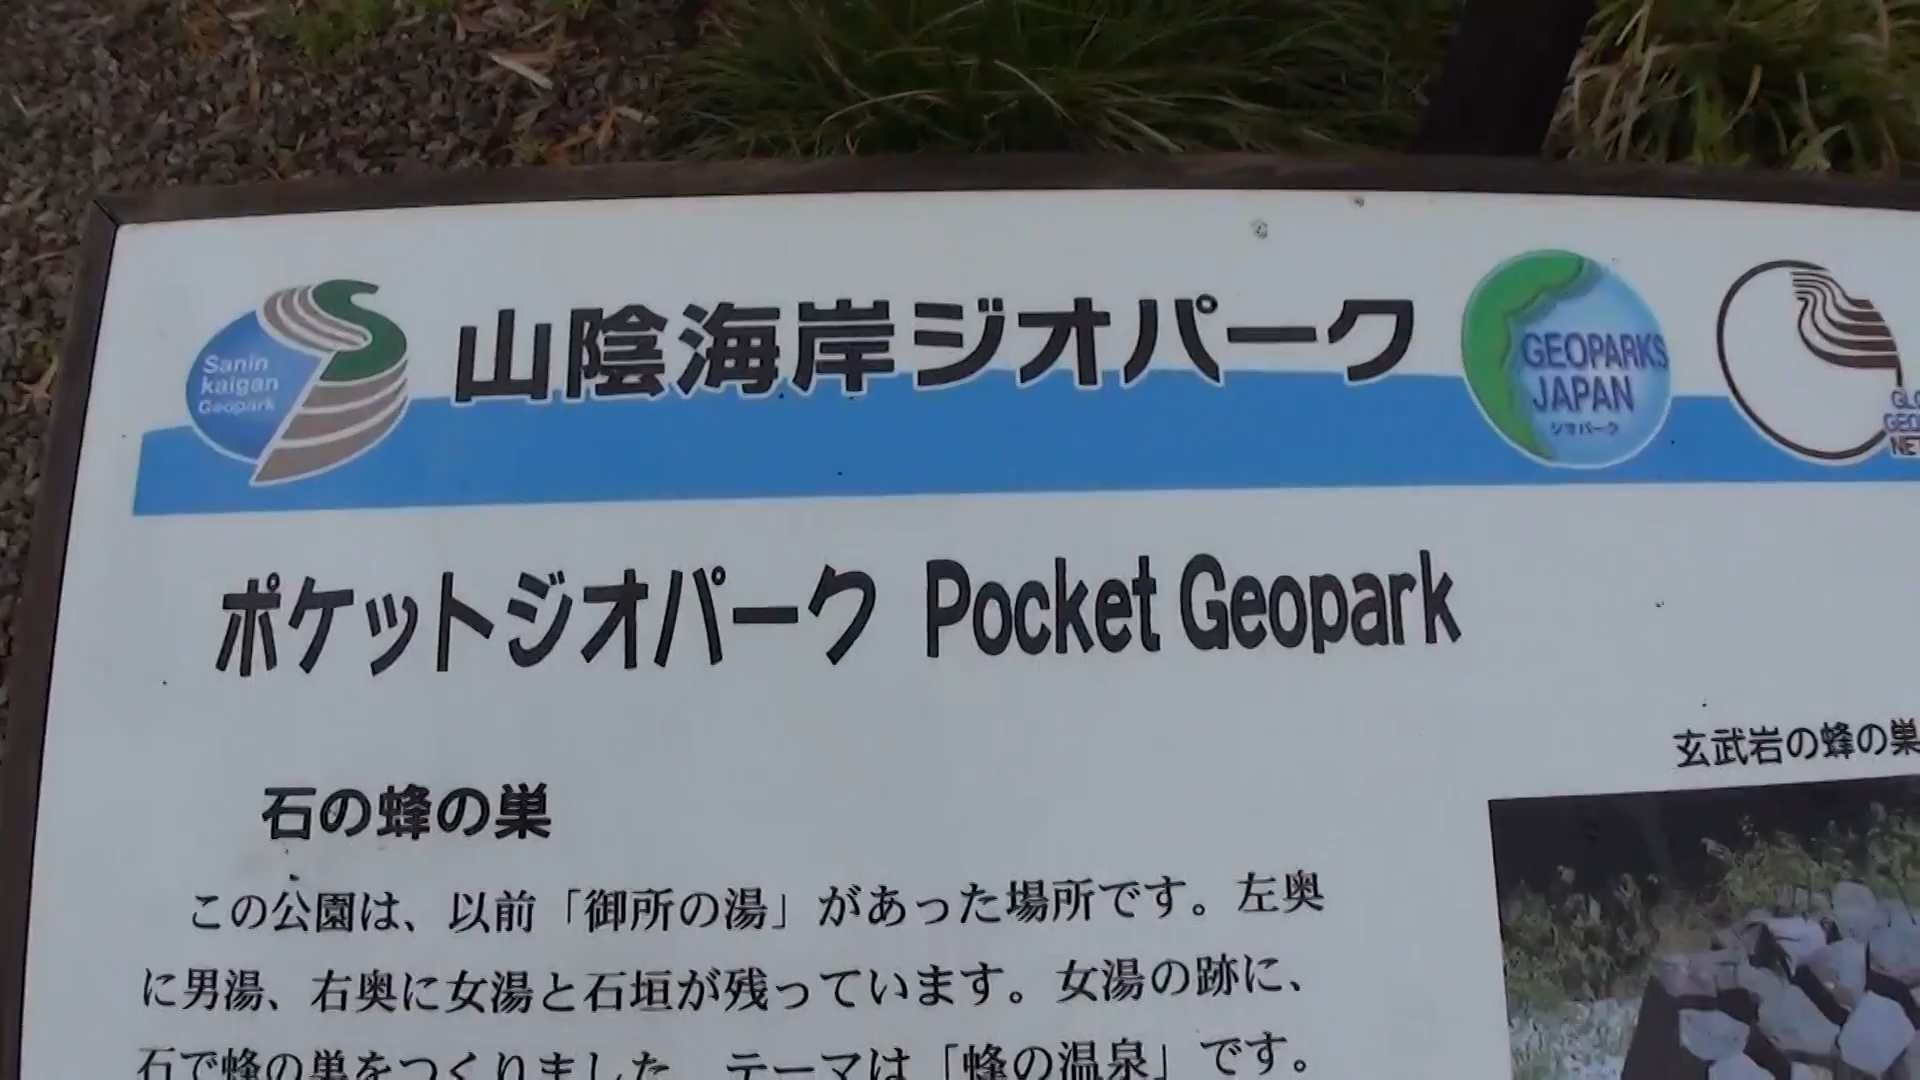 Sanin
kaigan
Geopark
山陰海岸ジオパーク
GEOPARKS
JAPAN
ジオパーク
ポケットジオパーク Pocket Geopark
石の蜂の巣
この公園は、以前「御所の湯」があった場所です。左奥
に男湯、右奥に女湯と石垣が残っています。女湯の跡に、
石で蜂の巣をつくりました。テーマは「蜂の温泉」です。
玄武岩の蜂の巣